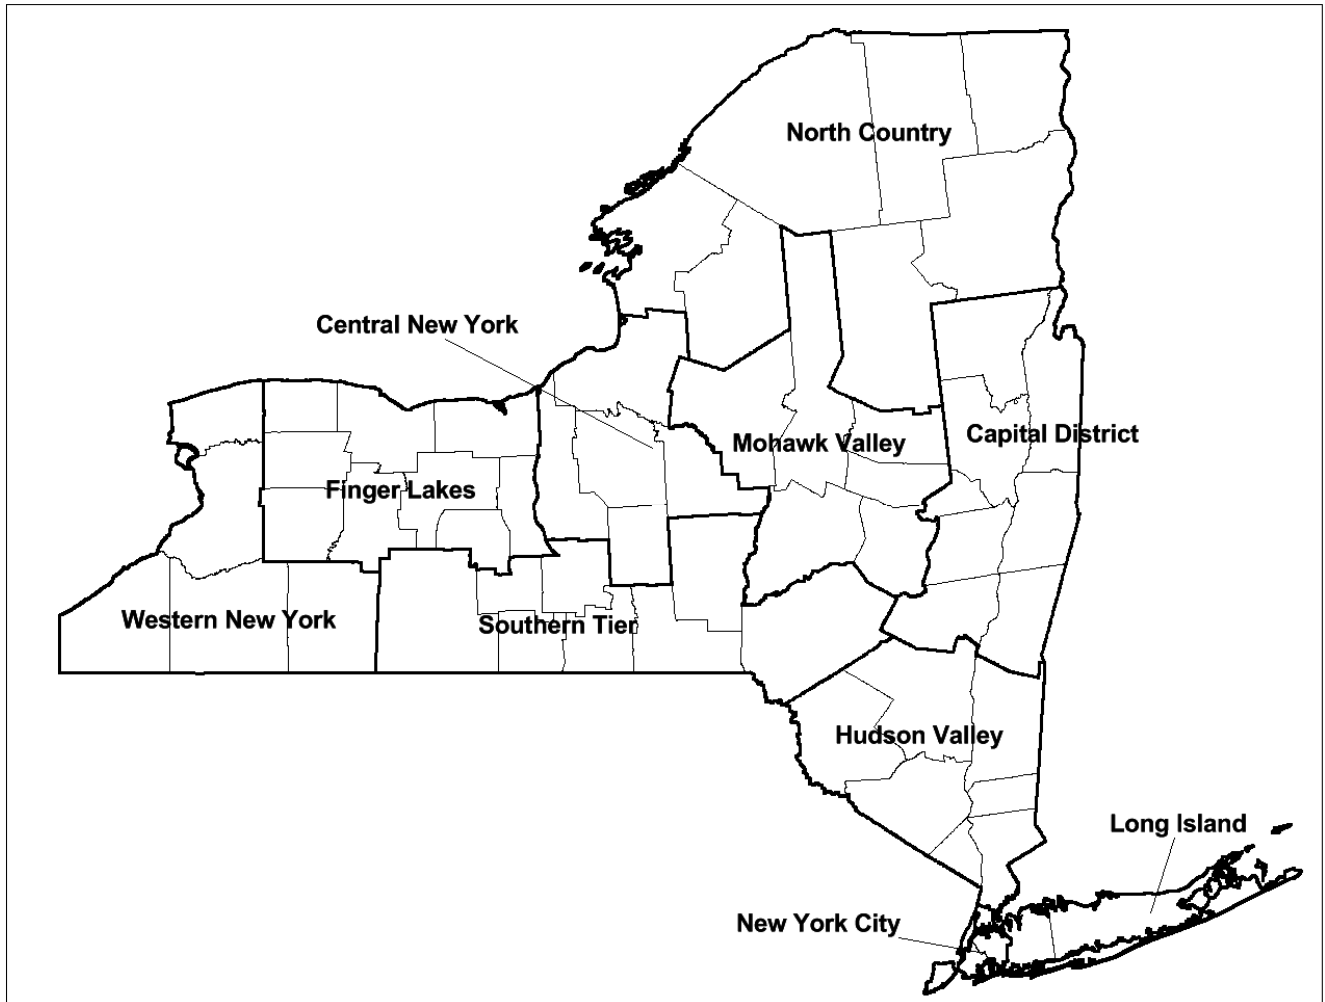 North Country
Central New York
Mohawk Valley
Capital District
Finger Lakes
Western New York
Southern Tier
Hudson Valley
Long Island
New York City